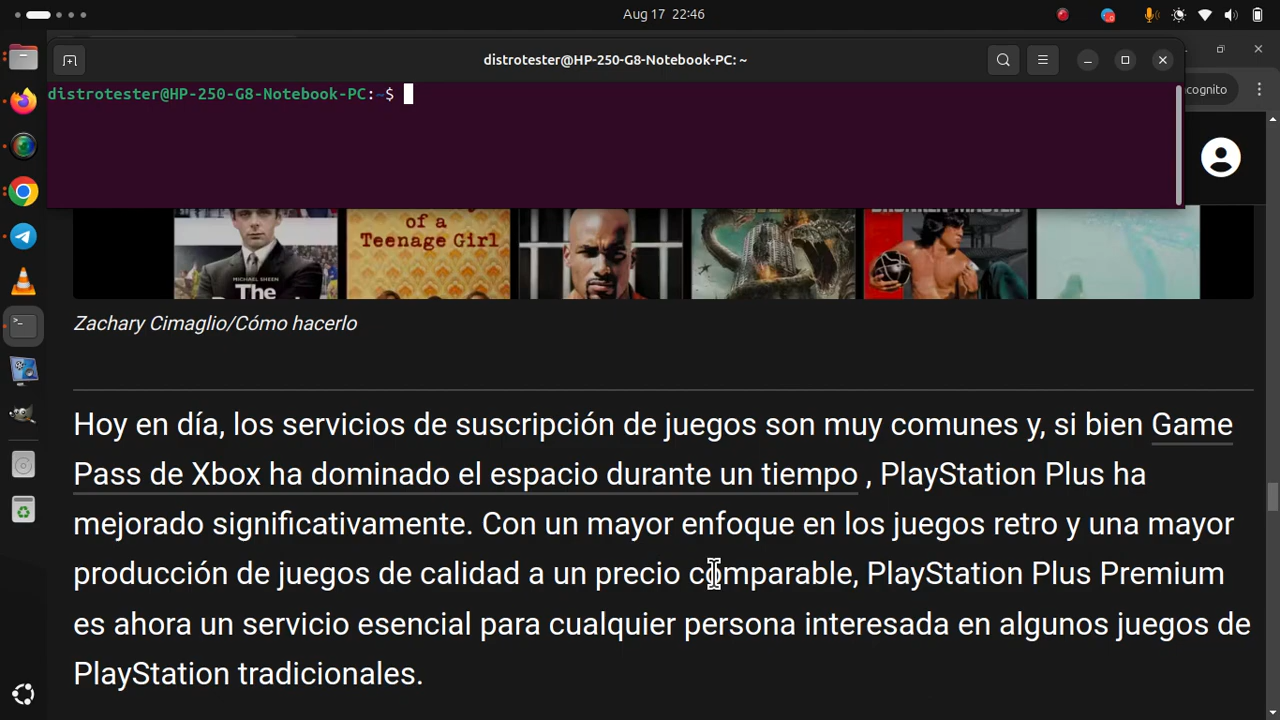 Aug 17 22:46
distrotester@HP-250-G8-Notebook-PC: ~
distrotester@HP-250-G8-Notebook-PC:~$
cognito
of a
Teenage Girl
MICHAEL SHEEN
The
Zachary Cimaglio/Cómo hacerlo
Hoy en día, los servicios de suscripción de juegos son muy comunes y, si bien Game
Pass de Xbox ha dominado el espacio durante un tiempo , PlayStation Plus ha
mejorado significativamente. Con un mayor enfoque en los juegos retro y una mayor
producción de juegos de calidad a un precio comparable, PlayStation Plus Premium
es ahora un servicio esencial para cualquier persona interesada en algunos juegos de
PlayStation tradicionales.